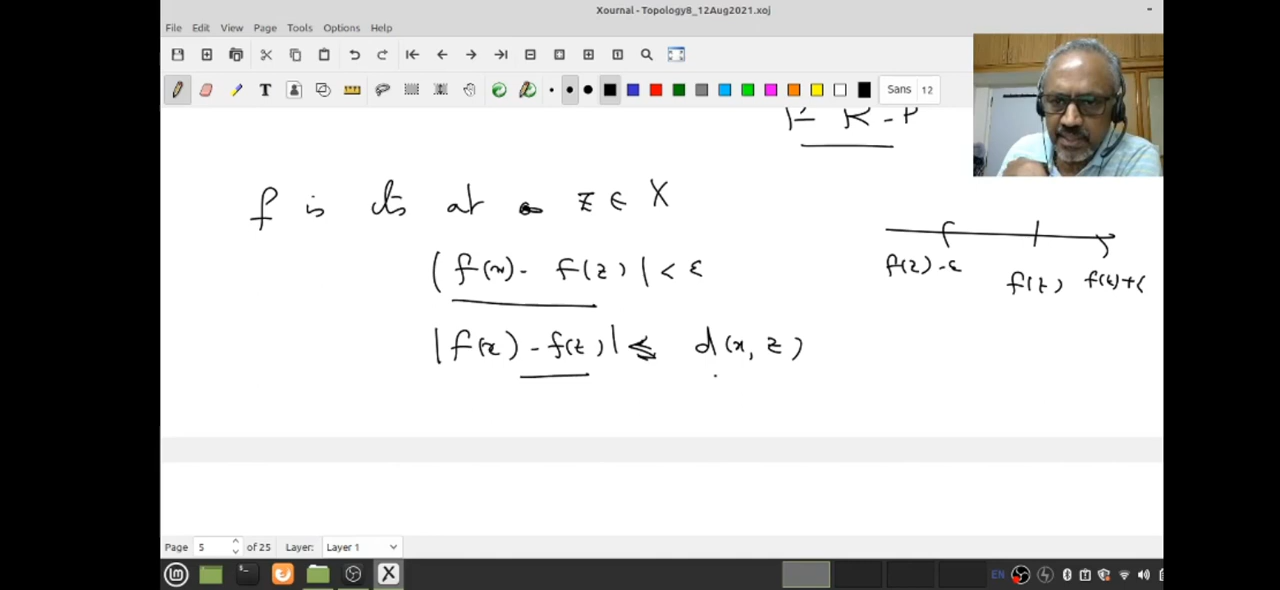 Xournal - Topology8_12Aug2021.xoj
File Edit View Page Tools Options Help
Sans 12
f is cts at z ∈ X
|f(x) - f(z)| < ε
f(z) - ε f(z) f(z) + ε
|f(x) - f(z)| ≤ d(x, z)
Page 5 of 25 Layer: Layer 1
EN